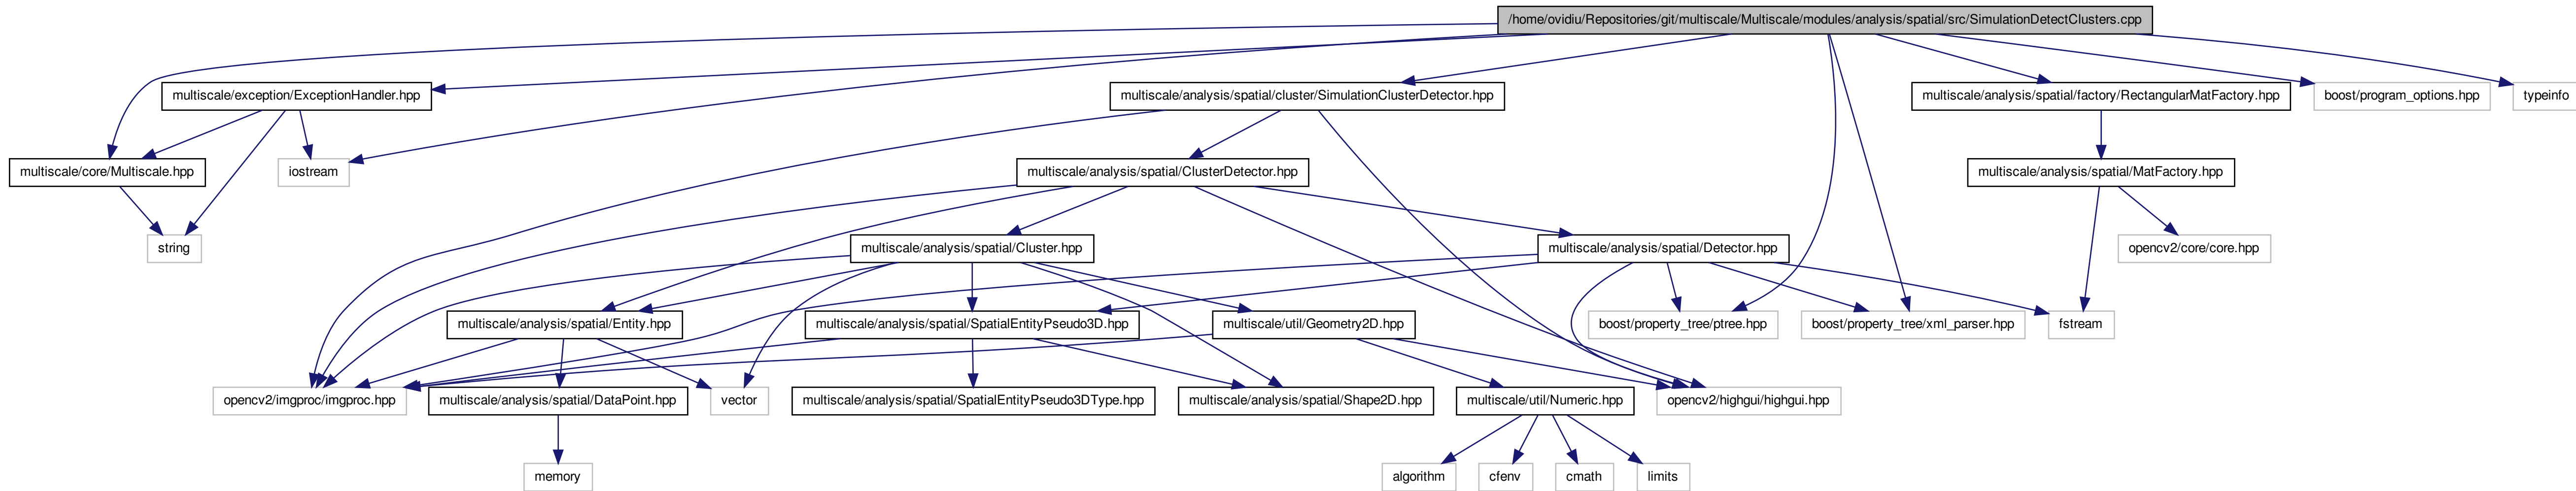 /home/ovidiu/Repositories/git/multiscale/Multiscale/modules/analysis/spatial/src/SimulationDetectClusters.cpp
multiscale/exception/ExceptionHandler.hpp
multiscale/analysis/spatial/cluster/SimulationClusterDetector.hpp
multiscale/analysis/spatial/factory/RectangularMatFactory.hpp
boost/program_options.hpp
typeinfo
multiscale/core/Multiscale.hpp
iostream
multiscale/analysis/spatial/ClusterDetector.hpp
multiscale/analysis/spatial/MatFactory.hpp
string
multiscale/analysis/spatial/Cluster.hpp
multiscale/analysis/spatial/Detector.hpp
opencv2/core/core.hpp
multiscale/analysis/spatial/Entity.hpp
multiscale/analysis/spatial/SpatialEntityPseudo3D.hpp
multiscale/util/Geometry2D.hpp
boost/property_tree/ptree.hpp
boost/property_tree/xml_parser.hpp
fstream
opencv2/imgproc/imgproc.hpp
multiscale/analysis/spatial/DataPoint.hpp
vector
multiscale/analysis/spatial/SpatialEntityPseudo3DType.hpp
multiscale/analysis/spatial/Shape2D.hpp
multiscale/util/Numeric.hpp
opencv2/highgui/highgui.hpp
memory
algorithm
cfenv
cmath
limits